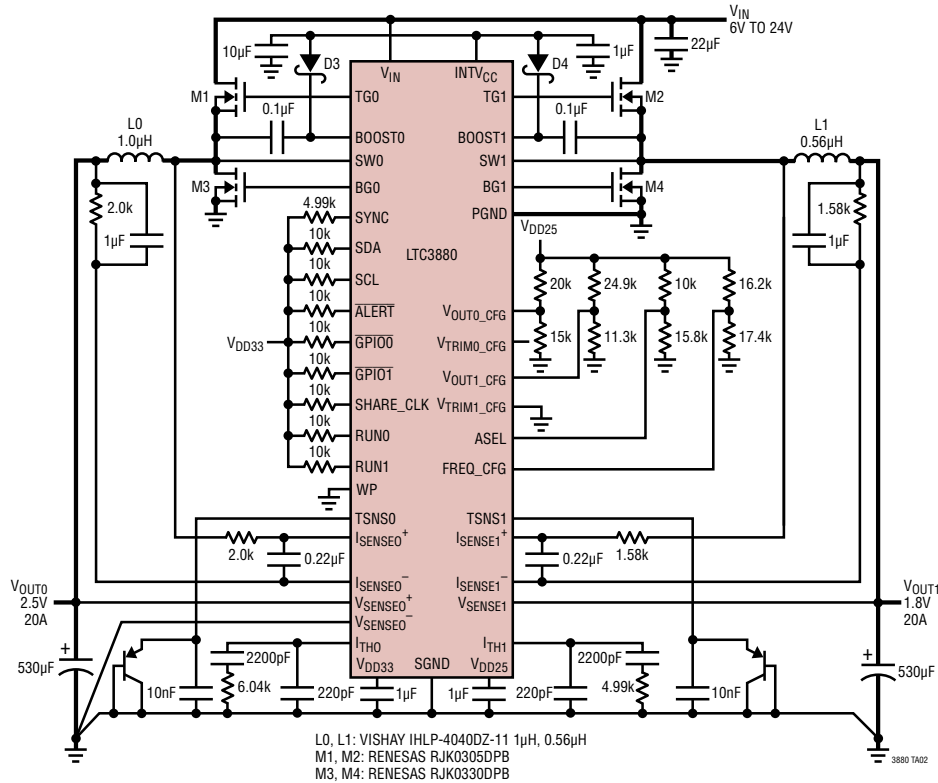 VIN
6V TO 24V
10µF
D3
D4
1µF
22µF
VIN
INTVCC
M1
TG0
TG1
M2
0.1µF
0.1µF
L0
1.0µH
BOOST0
BOOST1
L1
0.56µH
SW0
SW1
M3
BG0
BG1
M4
2.0k
1µF
4.99k
SYNC
PGND
1.58k
1µF
10k
SDA
LTC3880
VDD25
10k
SCL
20k
24.9k
10k
16.2k
10k
ALERT
VOUT0_CFG
10k
VDD33
GPIO0
VTRIM0_CFG
15k
11.3k
15.8k
17.4k
10k
GPIO1
VOUT1_CFG
10k
SHARE_CLK
VTRIM1_CFG
10k
RUN0
ASEL
10k
RUN1
FREQ_CFG
WP
TSNS0
TSNS1
ISENSE0+
ISENSE1+
2.0k
0.22µF
0.22µF
1.58k
VOUT0
2.5V
20A
ISENSE0−
ISENSE1−
VOUT1
1.8V
20A
VSENSE0+
VSENSE1
VSENSE0−
ITH0
ITH1
2200pF
2200pF
VDD33
SGND
VDD25
+
530µF
10nF
6.04k
220pF
1µF
1µF
220pF
4.99k
10nF
+
530µF
L0, L1: VISHAY IHLP-4040DZ-11 1µH, 0.56µH
M1, M2: RENESAS RJK0305DPB
M3, M4: RENESAS RJK0330DPB
3880 TA02